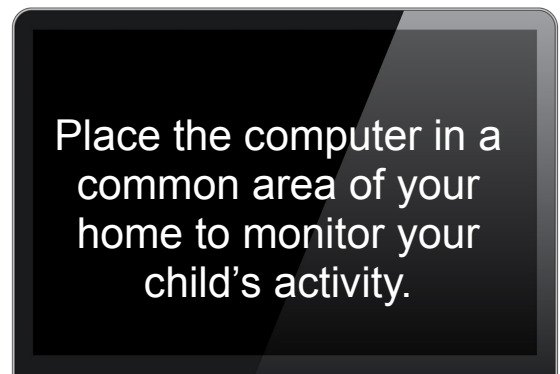 Place the computer in a
common area of your
home to monitor your
child’s activity.